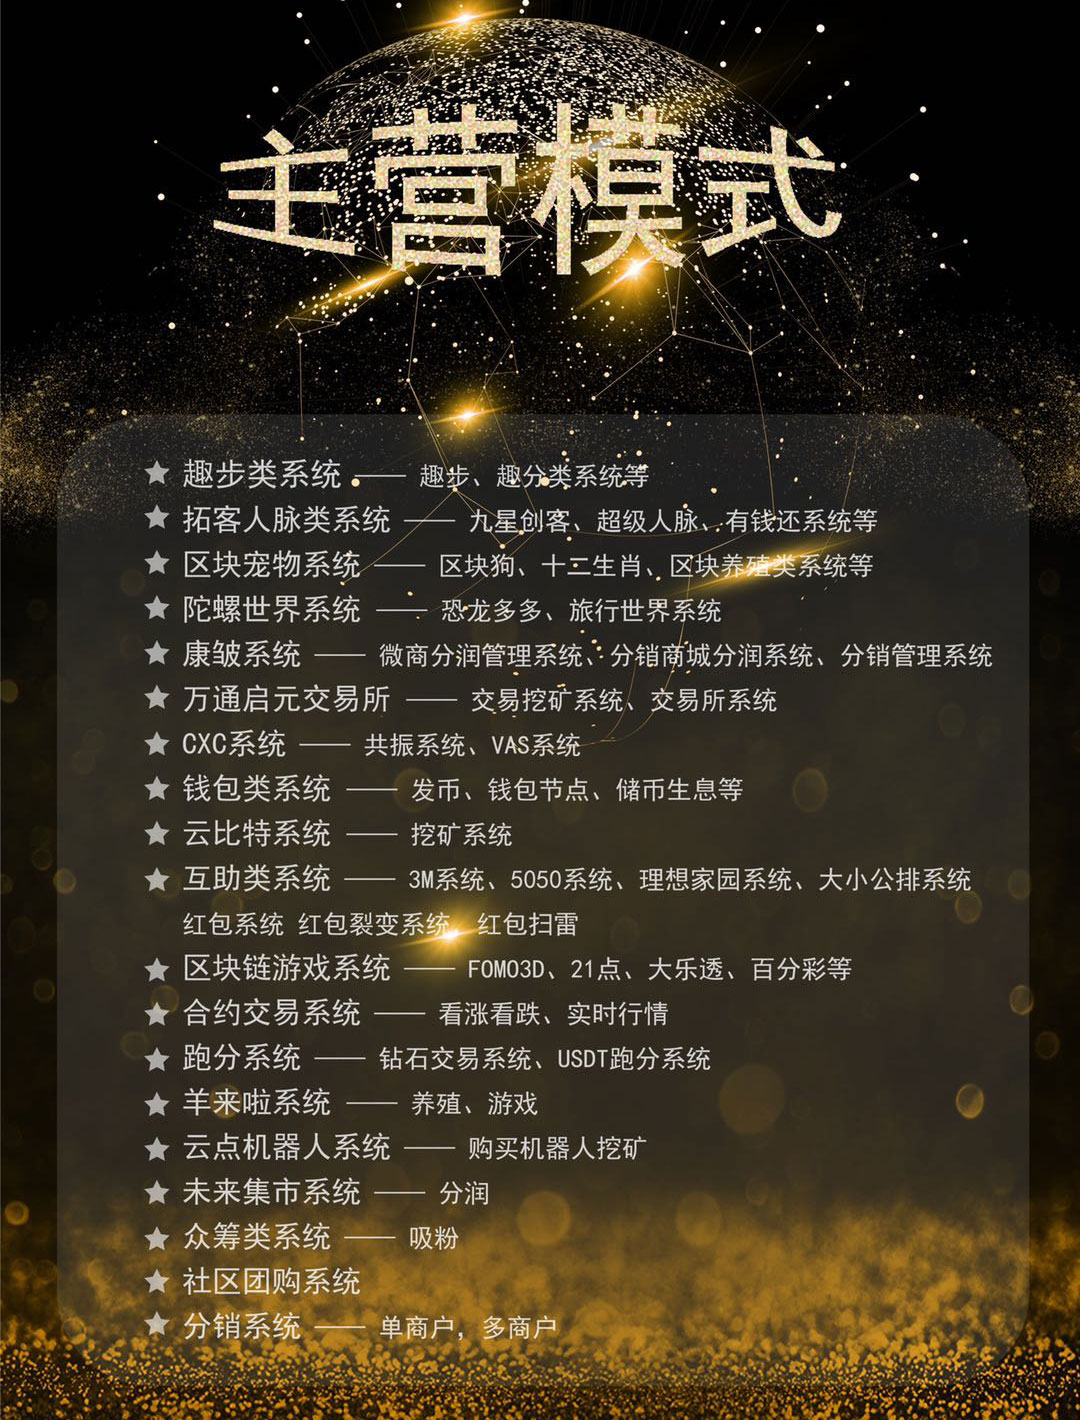 主营模式
趣步类系统 —— 趣步、趣分类系统等
拓客人脉类系统 —— 九星创客、超级人脉、有钱还系统等
区块宠物系统 —— 区块狗、十二生肖、区块养殖类系统等
陀螺世界系统 —— 恐龙多多、旅行世界系统
康皱系统 —— 微商分润管理系统、分销商城分润系统、分销管理系统
万通启元交易所 —— 交易挖矿系统、交易所系统
CXC系统 —— 共振系统、VAS系统
钱包类系统 —— 发币、钱包节点、储币生息等
云比特系统 —— 挖矿系统
互助类系统 —— 3M系统、5050系统、理想家园系统、大小公排系统
红包系统 红包裂变系统、红包扫雷
区块链游戏系统 —— FOMO3D、21点、大乐透、百分彩等
合约交易系统 —— 看涨看跌、实时行情
跑分系统 —— 钻石交易系统、USDT跑分系统
羊来啦系统 —— 养殖、游戏
云点机器人系统 —— 购买机器人挖矿
未来集市系统 —— 分润
众筹类系统 —— 吸粉
社区团购系统
分销系统 —— 单商户，多商户